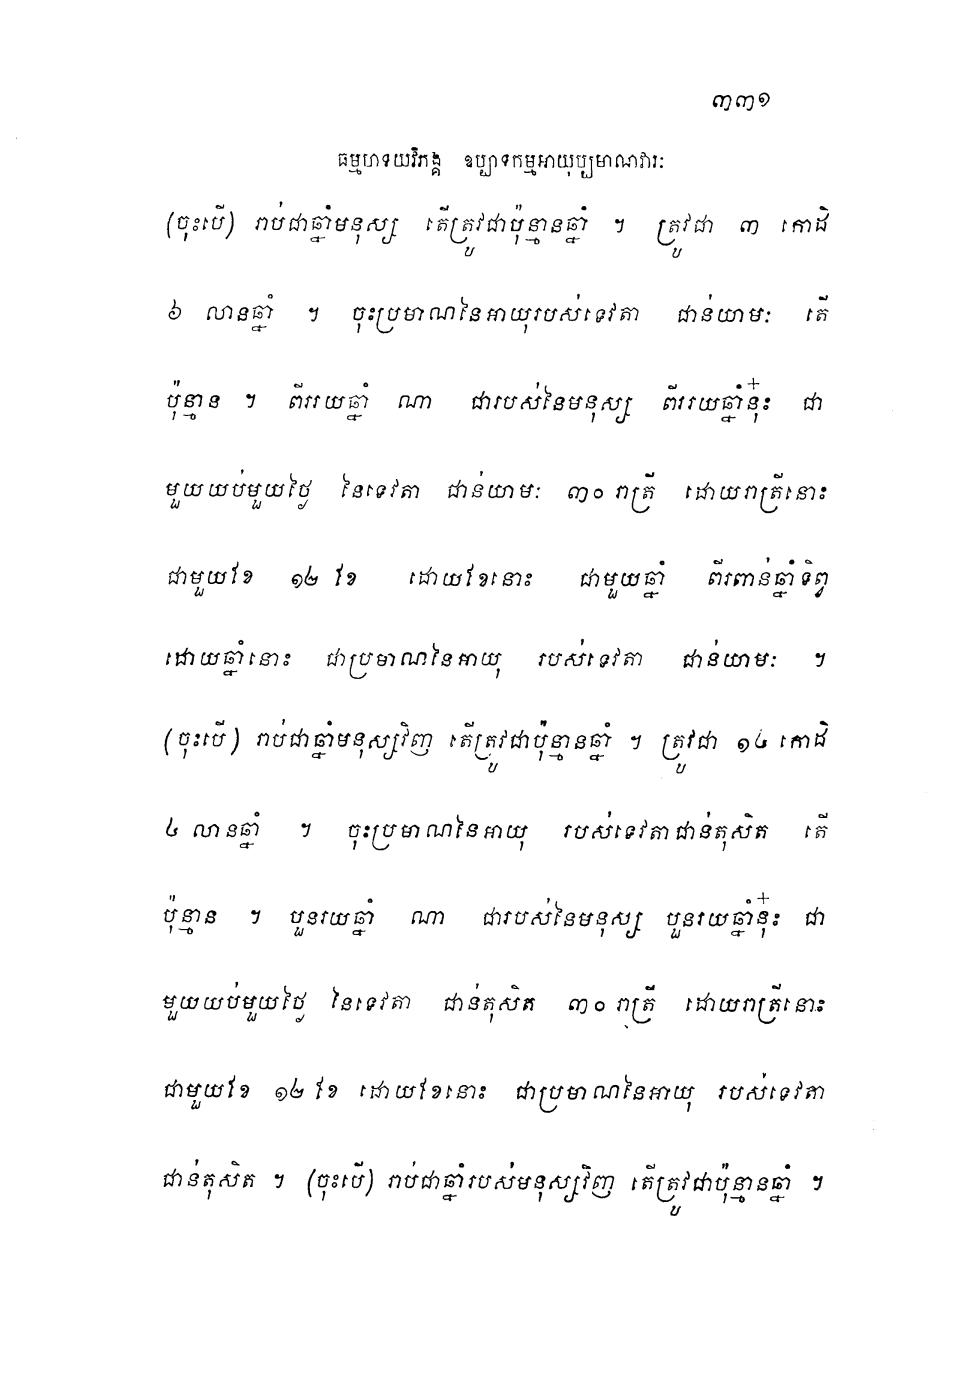 ៣៣១
ធម្មហទយវិភង្គ ឧប្បាទកម្មអាយុប្បមាណវារៈ
(ចុះបើ) រាប់ជាឆ្នាំមនុស្ស តើត្រូវជាប៉ុន្មានឆ្នាំ ។ ត្រូវជា ៣ កោដិ
៦ លានឆ្នាំ ។ ចុះប្រមាណនៃអាយុរបស់ទេវតា ជាន់យាមៈ តើ
ប៉ុន្មាន ។ ពីររយឆ្នាំ ណា ជារបស់នៃមនុស្ស ពីររយឆ្នាំនុ៎ះ ជា
មួយយប់មួយថ្ងៃ នៃទេវតា ជាន់យាមៈ ៣០ រាត្រី ដោយរាត្រីនោះ
ជាមួយខែ ១២ ខែ ដោយខែនោះ ជាមួយឆ្នាំ ពីរពាន់ឆ្នាំទិព្វ
ដោយឆ្នាំនោះ ជាប្រមាណនៃអាយុ របស់ទេវតា ជាន់យាមៈ ។
(ចុះបើ) រាប់ជាឆ្នាំមនុស្សវិញ តើត្រូវជាប៉ុន្មានឆ្នាំ ។ ត្រូវជា ១៤ កោដិ
៤ លានឆ្នាំ ។ ចុះប្រមាណនៃអាយុ របស់ទេវតាជាន់តុសិត តើ
ប៉ុន្មាន ។ បួនរយឆ្នាំ ណា ជារបស់នៃមនុស្ស បួនរយឆ្នាំនុ៎ះ ជា
មួយយប់មួយថ្ងៃ នៃទេវតា ជាន់តុសិត ៣០ រាត្រី ដោយរាត្រីនោះ
ជាមួយខែ ១២ ខែ ដោយខែនោះ ជាប្រមាណនៃអាយុ របស់ទេវតា
ជាន់តុសិត ។ (ចុះបើ) រាប់ជាឆ្នាំរបស់មនុស្សវិញ តើត្រូវជាប៉ុន្មានឆ្នាំ ។